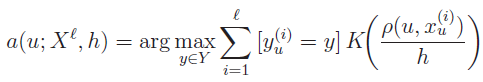 a(u; X^ℓ, h) = arg max_{y∈Y} ∑_{i=1}^{ℓ} [y_u^{(i)} = y] K(ρ(u, x_u^{(i)}) / h)